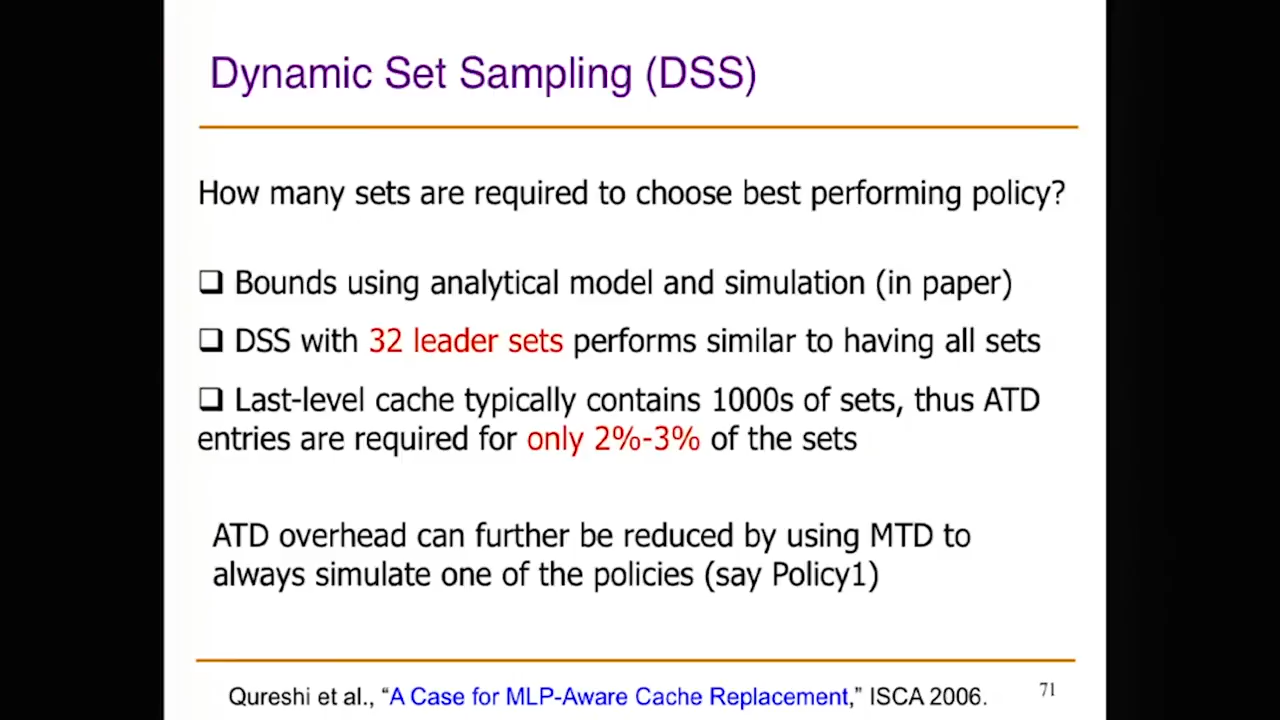 Dynamic Set Sampling (DSS)
How many sets are required to choose best performing policy?
❑ Bounds using analytical model and simulation (in paper)
❑ DSS with 32 leader sets performs similar to having all sets
❑ Last-level cache typically contains 1000s of sets, thus ATD
entries are required for only 2%-3% of the sets
ATD overhead can further be reduced by using MTD to
always simulate one of the policies (say Policy1)
Qureshi et al., “A Case for MLP-Aware Cache Replacement,” ISCA 2006.
71